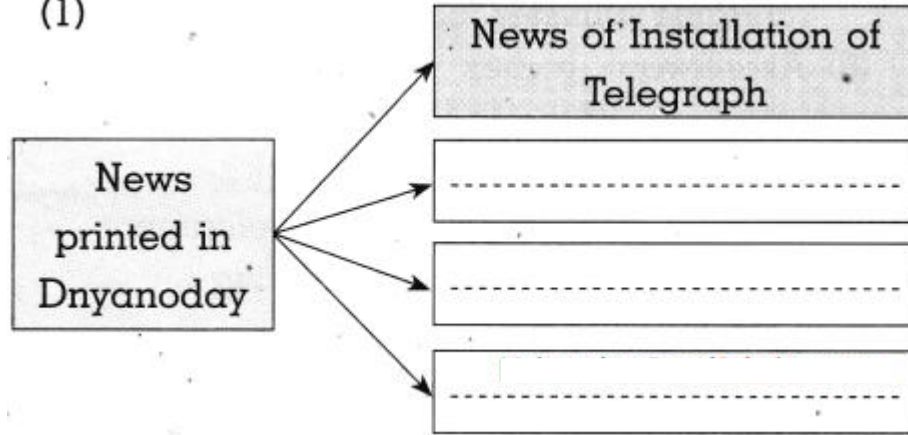 (1)
News of Installation of
Telegraph
News
printed in
Dnyanoday